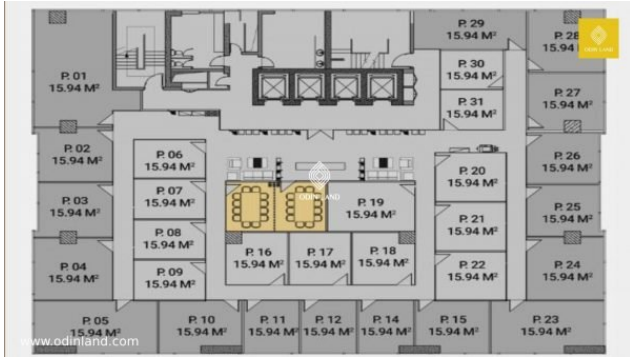 P. 29
15.94 M²
P. 28
15.94
ODIN LAND
P. 01
15.94 M²
P. 30
15.94 M²
P. 27
15.94 M²
P. 31
15.94 M²
P. 02
15.94 M²
P. 06
15.94 M²
P. 26
15.94 M²
P. 20
15.94 M²
P. 07
15.94 M²
ODIN LAND
P. 03
15.94 M²
P. 19
15.94 M²
P. 25
15.94 M²
P. 21
15.94 M²
P. 08
15.94 M²
P. 16
15.94 M²
P. 17
15.94 M²
P. 18
15.94 M²
P. 04
15.94 M²
P. 09
15.94 M²
P. 22
15.94 M²
P. 24
15.94 M²
P. 05
15.94 M²
P. 10
15.94 M²
P. 11
15.94 M²
P. 12
15.94 M²
P. 14
15.94 M²
P. 15
15.94 M²
P. 23
15.94 M²
www.odinland.com